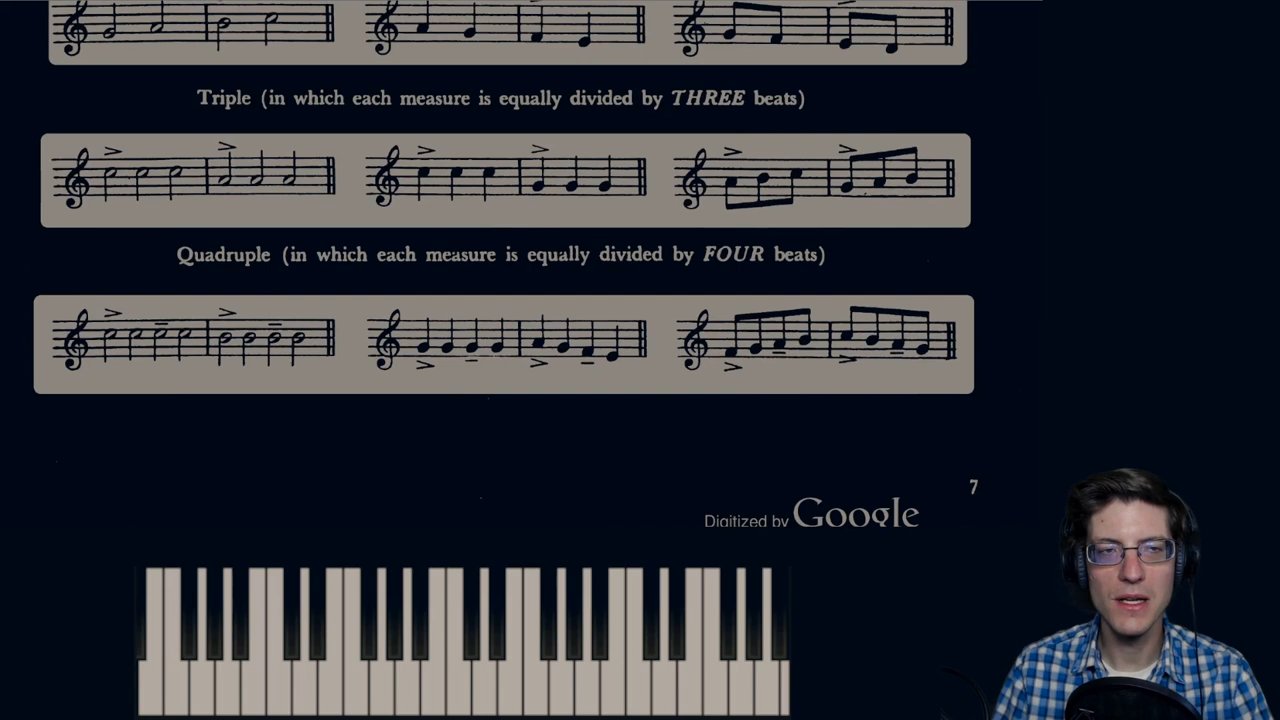 Triple (in which each measure is equally divided by THREE beats)
Quadruple (in which each measure is equally divided by FOUR beats)
7
Digitized by Google